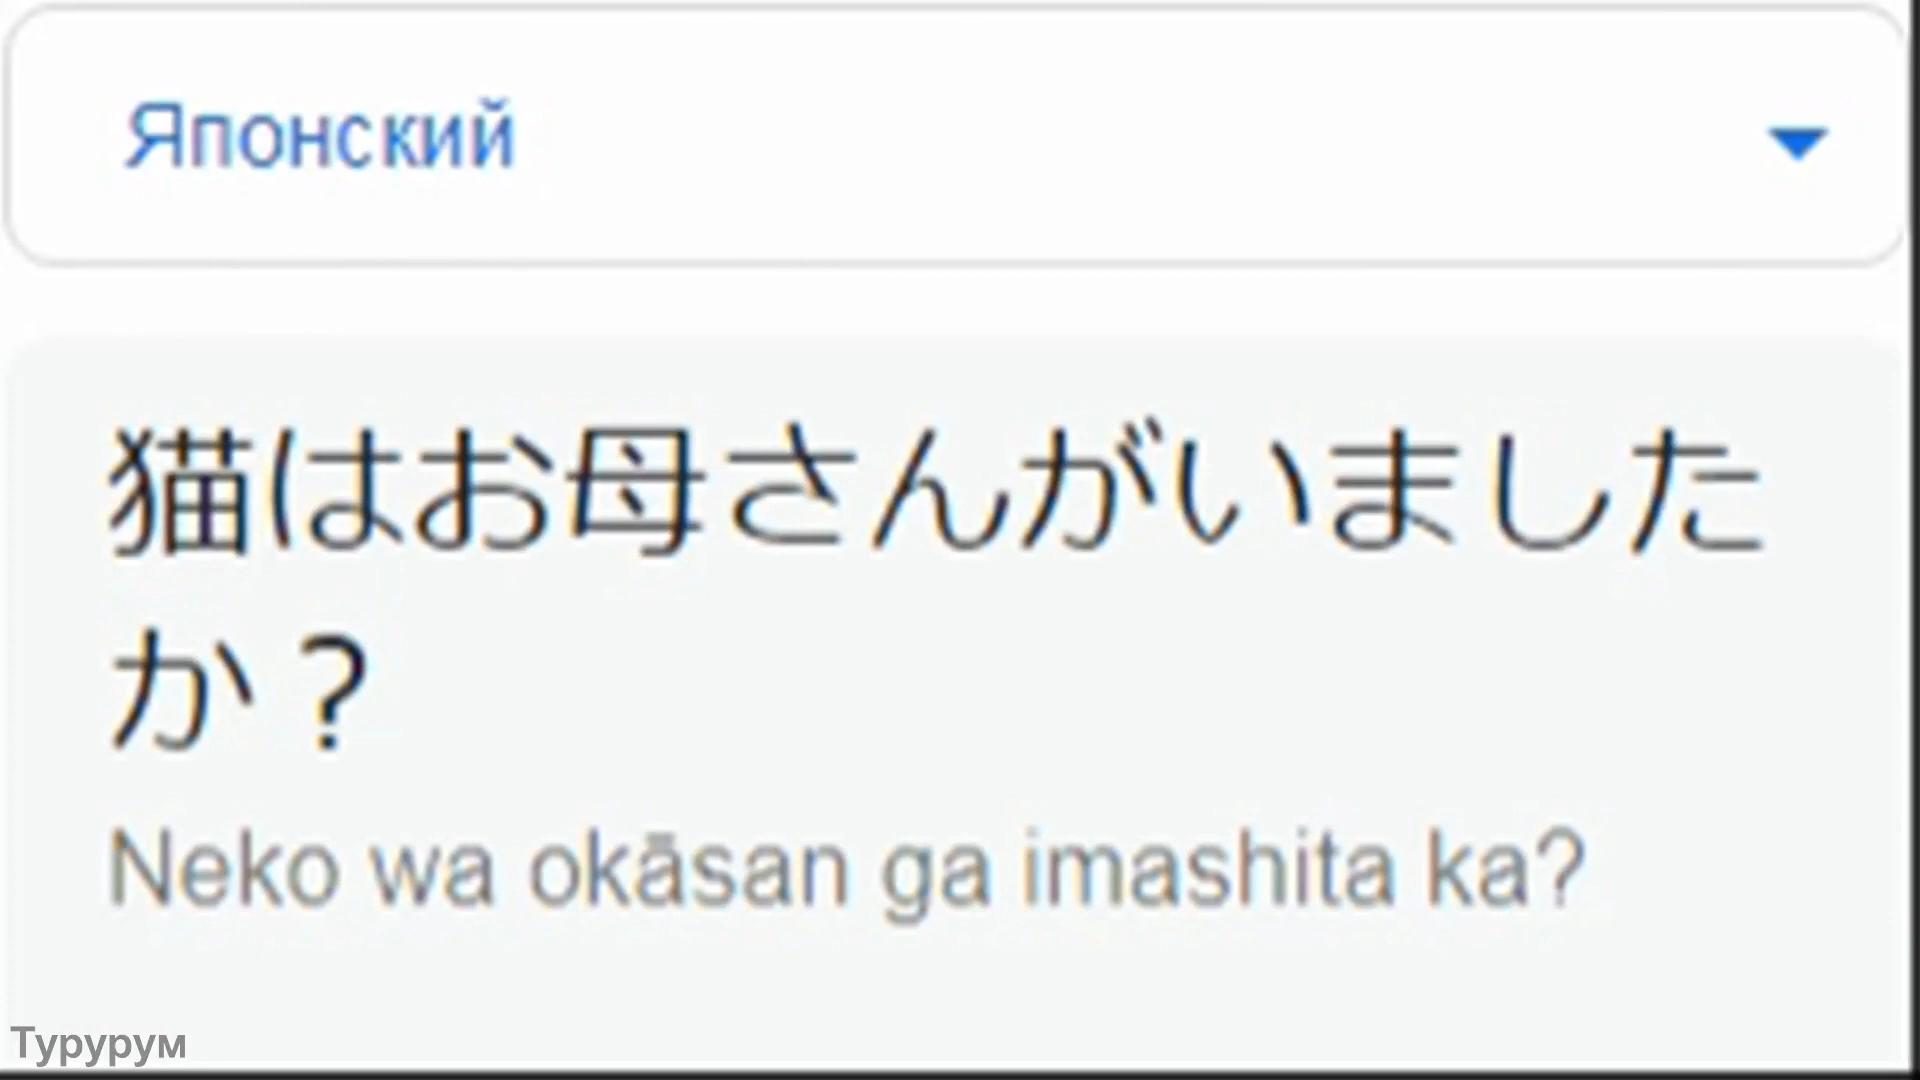 Японский
猫はお母さんがいました
か？
Neko wa okāsan ga imashita ka?
Турурум